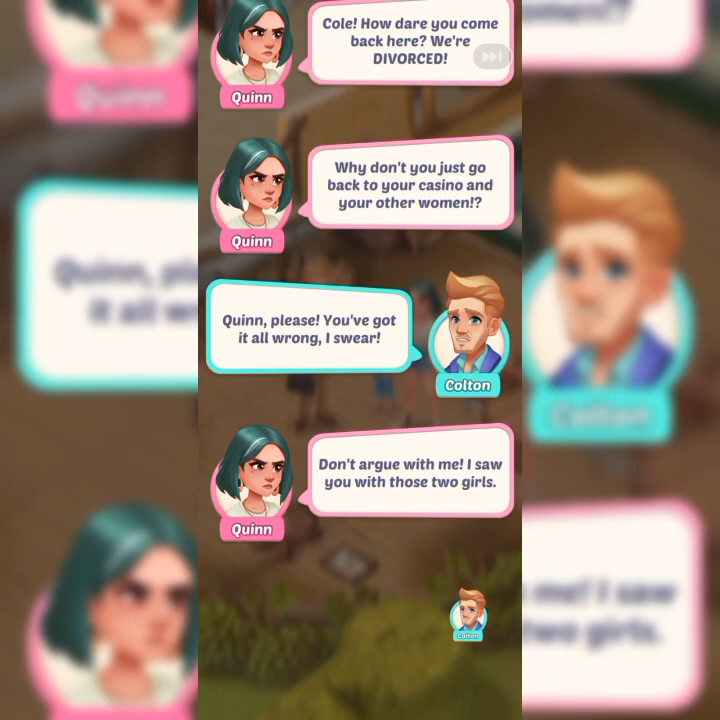 Cole! How dare you come
back here? We're
DIVORCED!
Quinn
Why don't you just go
back to your casino and
your other women!?
Quinn
Quinn, please! You've got
it all wrong, I swear!
Colton
Don't argue with me! I saw
you with those two girls.
Quinn
Colton